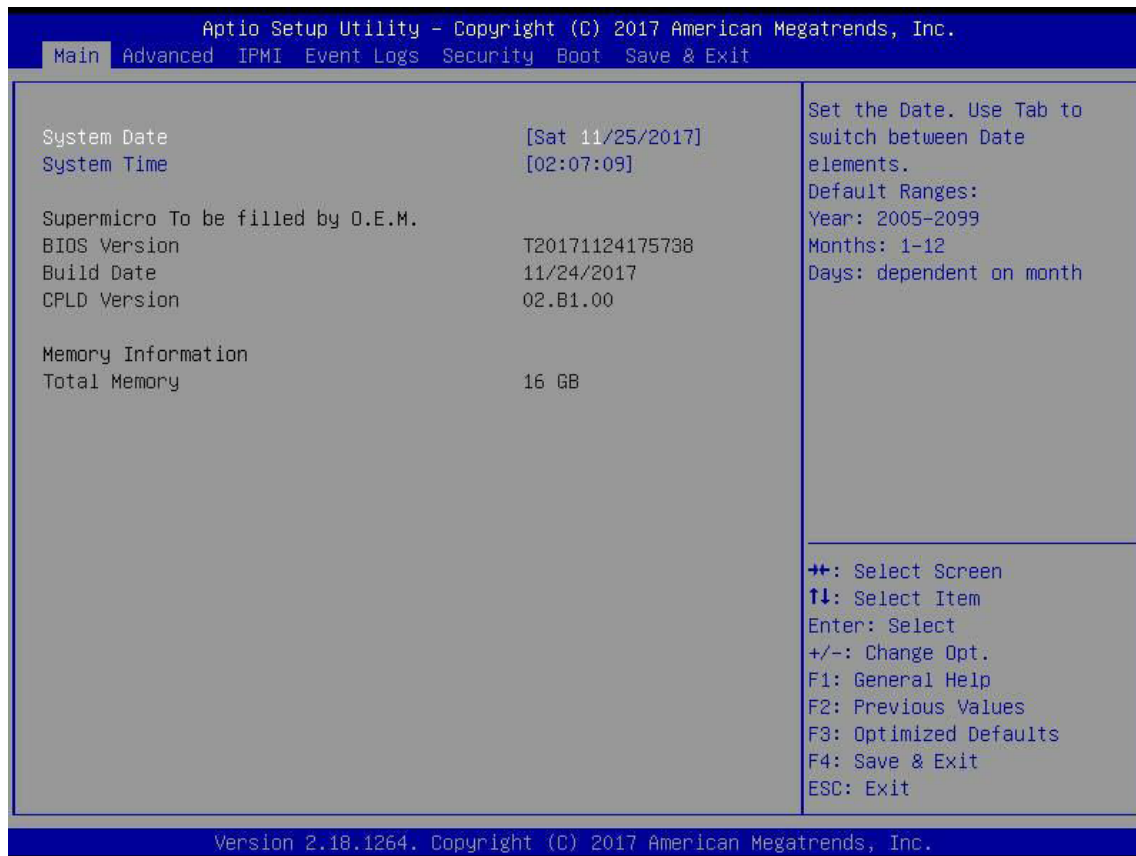 Aptio Setup Utility – Copyright (C) 2017 American Megatrends, Inc.
Main Advanced IPMI Event Logs Security Boot Save & Exit
System Date [Sat 11/25/2017]
System Time [02:07:09]
Supermicro To be filled by O.E.M.
BIOS Version T20171124175738
Build Date 11/24/2017
CPLD Version 02.B1.00
Memory Information
Total Memory 16 GB
Set the Date. Use Tab to
switch between Date
elements.
Default Ranges:
Year: 2005-2099
Months: 1-12
Days: dependent on month
→←: Select Screen
↑↓: Select Item
Enter: Select
+/-: Change Opt.
F1: General Help
F2: Previous Values
F3: Optimized Defaults
F4: Save & Exit
ESC: Exit
Version 2.18.1264. Copyright (C) 2017 American Megatrends, Inc.